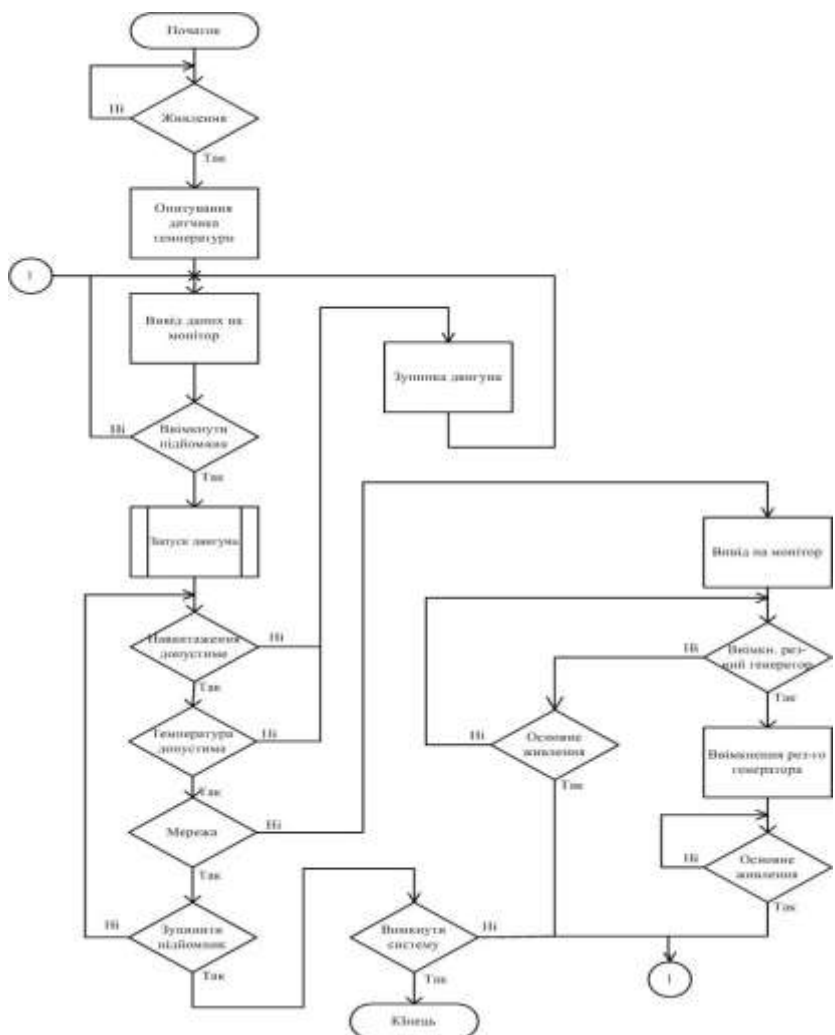 Початок
Живлення
Ні
Так
Опитування
датчика
температури
1
Вивід даних на
монітор
Зупинка двигуна
Ввімкнути
підйомник
Ні
Так
Запуск двигуна
Вивід на монітор
Навантаження
допустиме
Ні
Так
Ввімкн. рез-
ний генератор
Ні
Так
Температура
допустима
Ні
Так
Основне
живлення
Ні
Так
Ввімкнення рез-го
генератора
Мережа
Ні
Так
Основне
живлення
Ні
Так
Зупинити
підйомник
Ні
Так
Вимкнути
систему
Ні
Так
1
КІнець